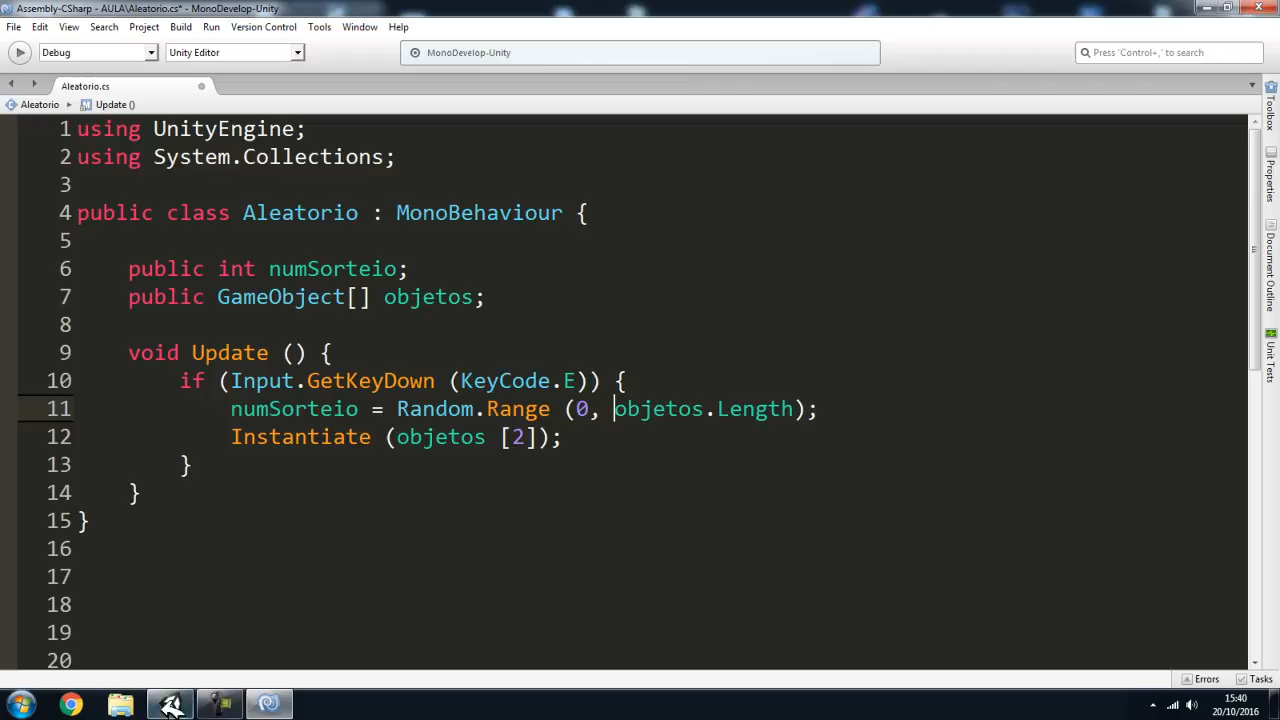 Assembly-CSharp - AULA\Aleatorio.cs* - MonoDevelop-Unity
File Edit View Search Project Build Run Version Control Tools Window Help
Debug Unity Editor MonoDevelop-Unity Press 'Control+,' to search
Aleatorio.cs
Aleatorio Update ()
1 using UnityEngine;
2 using System.Collections;
3
4 public class Aleatorio : MonoBehaviour {
5
6 public int numSorteio;
7 public GameObject[] objetos;
8
9 void Update () {
10 if (Input.GetKeyDown (KeyCode.E)) {
11 numSorteio = Random.Range (0, objetos.Length);
12 Instantiate (objetos [2]);
13 }
14 }
15 }
16
17
18
19
20
Toolbox
Properties
Document Outline
Unit Tests
Errors Tasks
15:40
20/10/2016